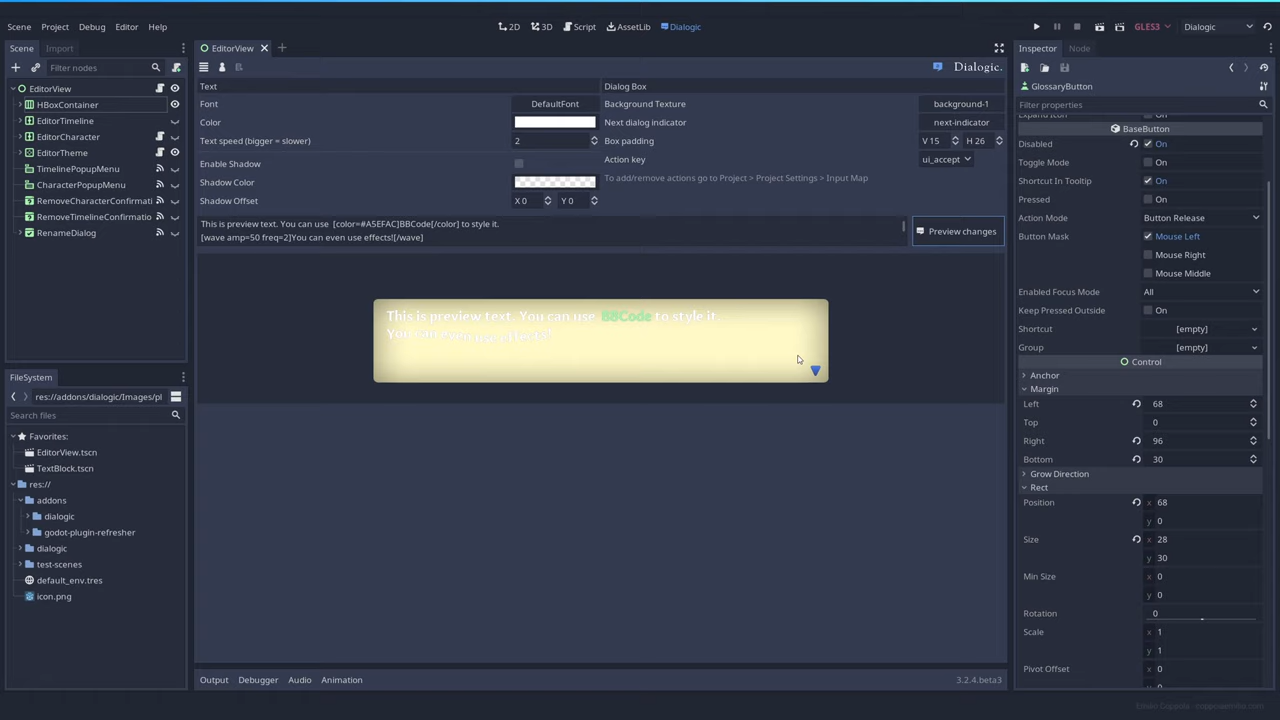 Scene Project Debug Editor Help
2D 3D Script AssetLib Dialogic
GLES3 Dialogic
Scene Import
Filter nodes
EditorView
HBoxContainer
EditorTimeline
EditorCharacter
EditorTheme
TimelinePopupMenu
CharacterPopupMenu
RemoveCharacterConfirmati
RemoveTimelineConfirmatio
RenameDialog
FileSystem
res://addons/dialogic/Images/pl
Search files
Favorites:
EditorView.tscn
TextBlock.tscn
res://
addons
dialogic
godot-plugin-refresher
dialogic
test-scenes
default_env.tres
icon.png
EditorView
Dialogic.
Text
Font DefaultFont
Color
Text speed (bigger = slower) 2
Enable Shadow
Shadow Color
Shadow Offset X 0 Y 0
Dialog Box
Background Texture background-1
Next dialog indicator next-indicator
Box padding V 15 H 26
Action key ui_accept
To add/remove actions go to Project > Project Settings > Input Map
This is preview text. You can use [color=#A5EFAC]BBCode[/color] to style it.
[wave amp=50 freq=2]You can even use effects![/wave]
Preview changes
This is preview text. You can use BBCode to style it.
You can even use effects!
Output Debugger Audio Animation 3.2.4.beta3
Inspector Node
GlossaryButton
Filter properties
Expand Icon On
BaseButton
Disabled On
Toggle Mode On
Shortcut In Tooltip On
Pressed On
Action Mode Button Release
Button Mask Mouse Left
Mouse Right
Mouse Middle
Enabled Focus Mode All
Keep Pressed Outside On
Shortcut [empty]
Group [empty]
Control
Anchor
Margin
Left 68
Top 0
Right 96
Bottom 30
Grow Direction
Rect
Position x 68
y 0
Size x 28
y 30
Min Size x 0
y 0
Rotation 0
Scale x 1
y 1
Pivot Offset x 0
y 0